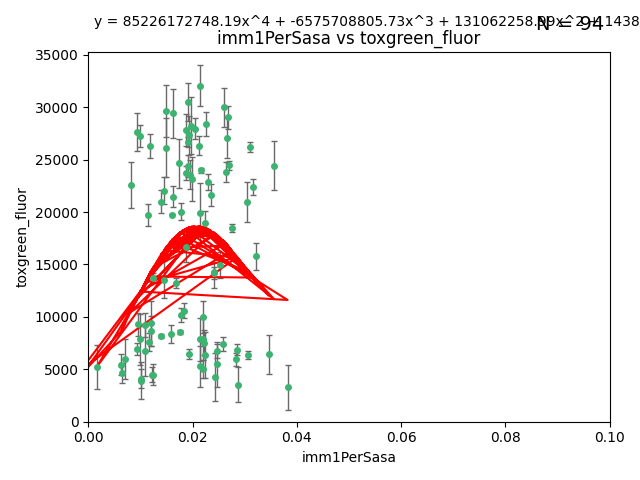 y = 85226172748.19x^4 + -6575708805.73x^3 + 131062258.
N = 94
imm1PerSasa vs toxgreen_fluor
35000
30000
25000
20000
15000
10000
5000
0
toxgreen_fluor
0.00 0.02 0.04 0.06 0.08 0.10
imm1PerSasa